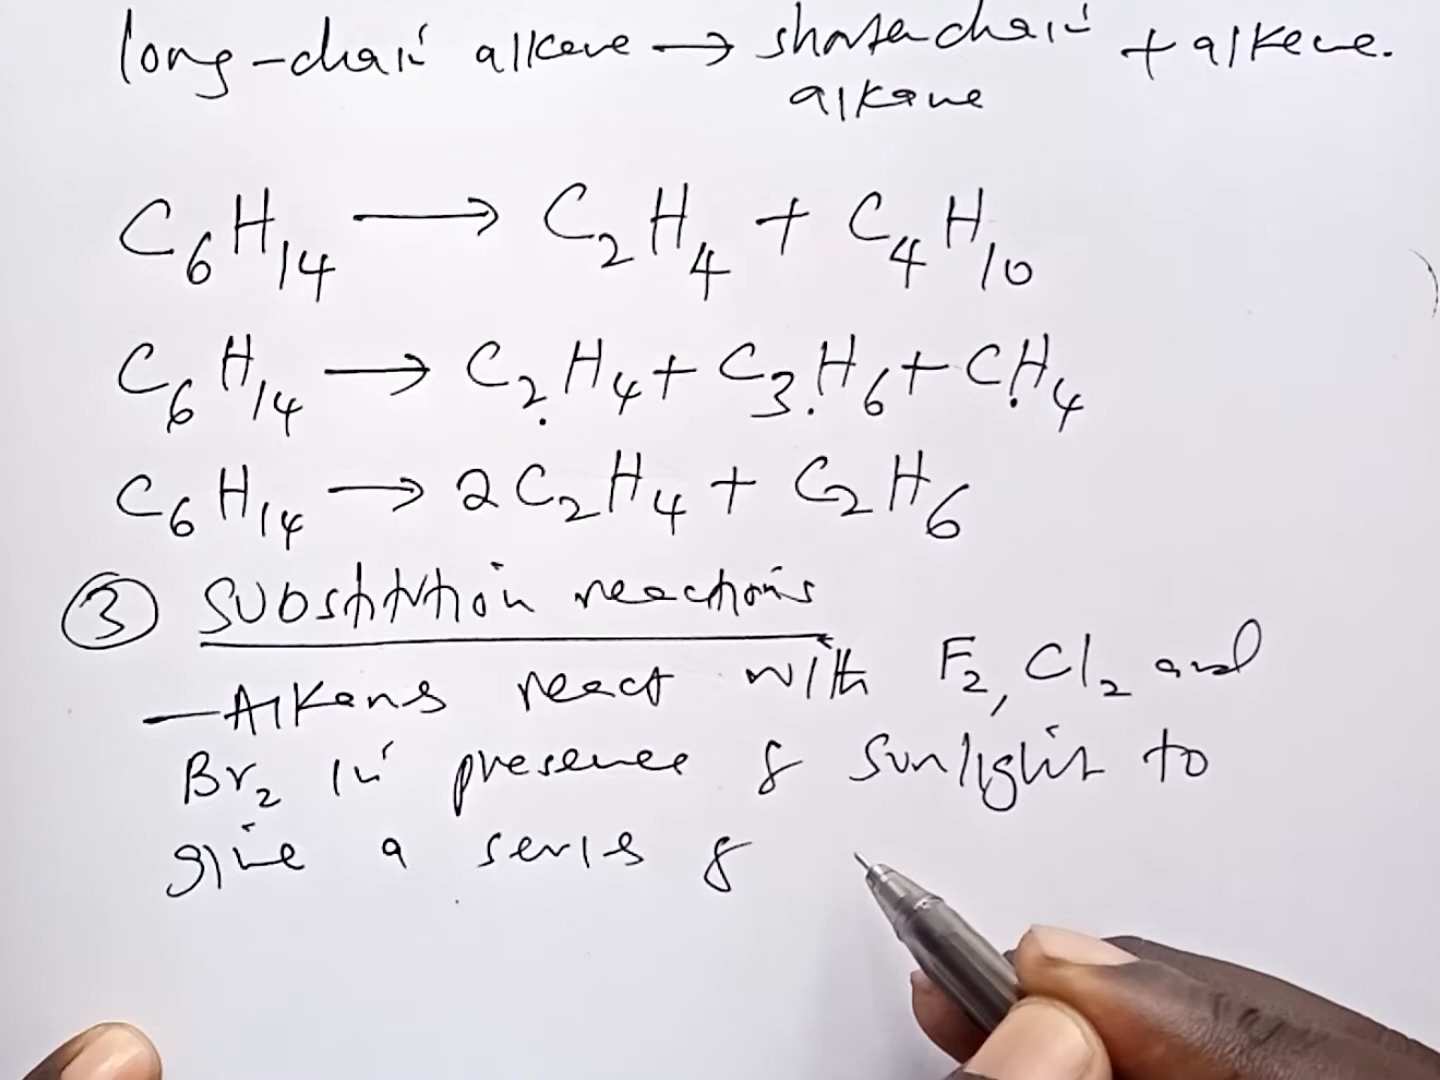 long-chain alkane → shorter chain + alkene.
alkane
C₆H₁₄ → C₂H₄ + C₄H₁₀
C₆H₁₄ → C₂H₄ + C₃H₆ + CH₄
C₆H₁₄ → 2C₂H₄ + C₂H₆
③ Substitution reactions
— Alkanes react with F₂, Cl₂ and
Br₂ in presence of sunlight to
give a series of